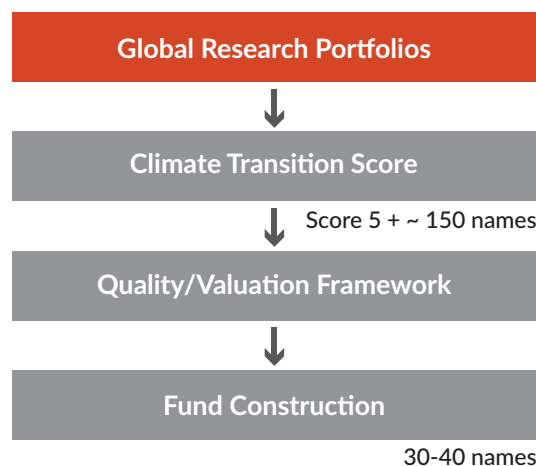 Global Research Portfolios
Climate Transition Score
Score 5 + ~ 150 names
Quality/Valuation Framework
Fund Construction
30-40 names